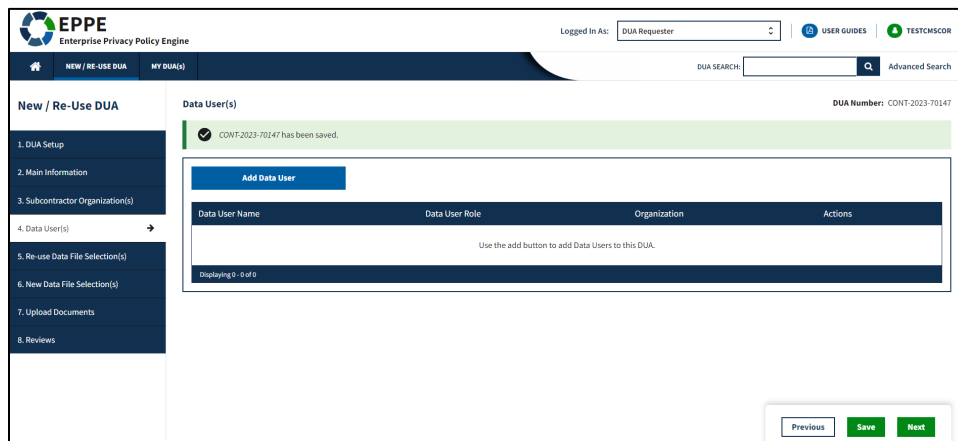 EPPE
Enterprise Privacy Policy Engine
Logged In As: DUA Requester USER GUIDES TESTCMSCOR
NEW / RE-USE DUA MY DUA(s) DUA SEARCH: Advanced Search
New / Re-Use DUA
1. DUA Setup
2. Main Information
3. Subcontractor Organization(s)
4. Data User(s)
5. Re-use Data File Selection(s)
6. New Data File Selection(s)
7. Upload Documents
8. Reviews
Data User(s) DUA Number: CONT-2023-70147
CONT-2023-70147 has been saved.
Add Data User
Data User Name Data User Role Organization Actions
Use the add button to add Data Users to this DUA.
Displaying 0 - 0 of 0
Previous Save Next